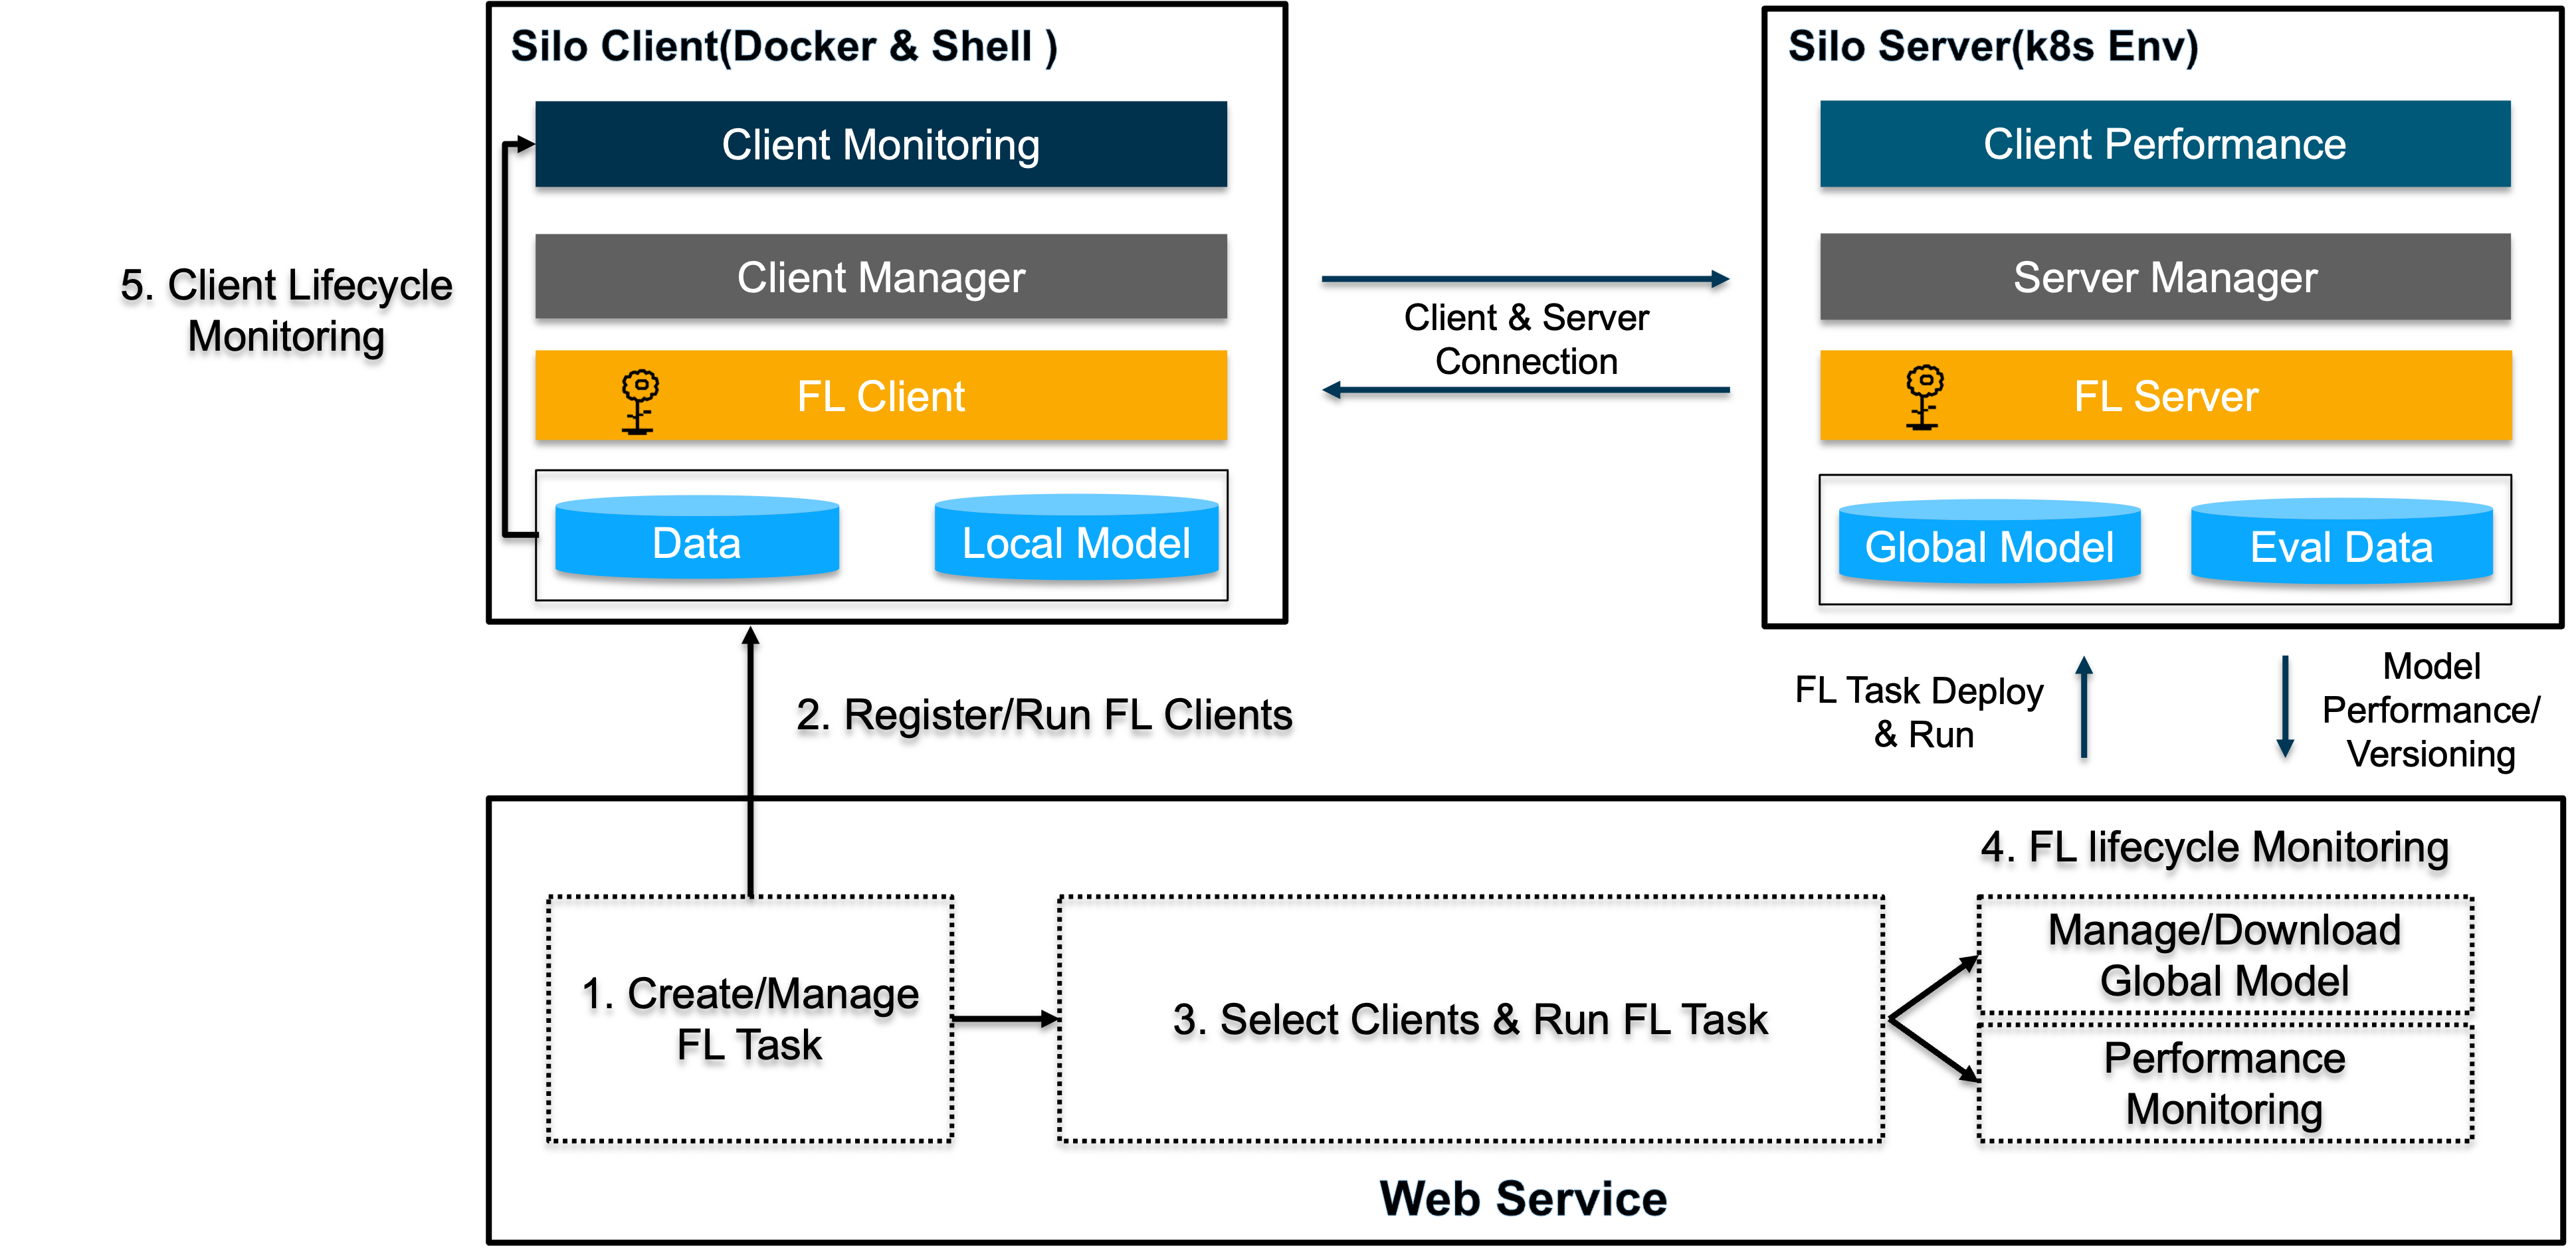 Silo Client(Docker & Shell )
Client Monitoring
Client Manager
FL Client
Data
Local Model
5. Client Lifecycle
Monitoring
Client & Server
Connection
Silo Server(k8s Env)
Client Performance
Server Manager
FL Server
Global Model
Eval Data
2. Register/Run FL Clients
FL Task Deploy
& Run
Model
Performance/
Versioning
1. Create/Manage
FL Task
3. Select Clients & Run FL Task
4. FL lifecycle Monitoring
Manage/Download
Global Model
Performance
Monitoring
Web Service